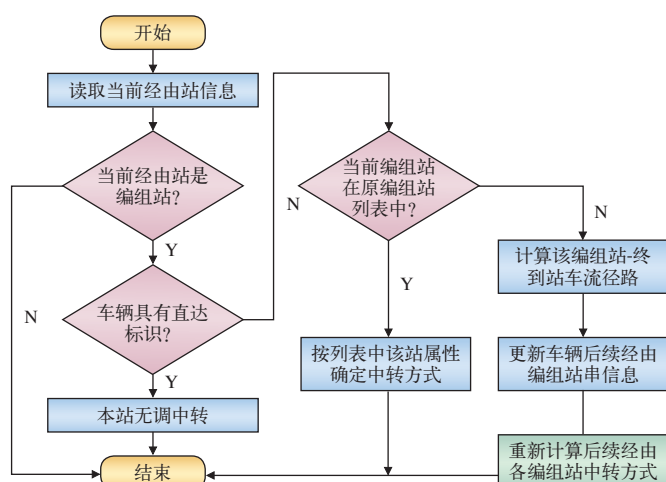 开始
读取当前经由站信息
当前经由站是
编组站?
Y
N
车辆具有直达
标识?
Y
本站无调中转
结束
N
当前编组站
在原编组站
列表中?
Y
按列表中该站属性
确定中转方式
N
计算该编组站-终
到站车流径路
更新车辆后续经由
编组站串信息
重新计算后续经由
各编组站中转方式